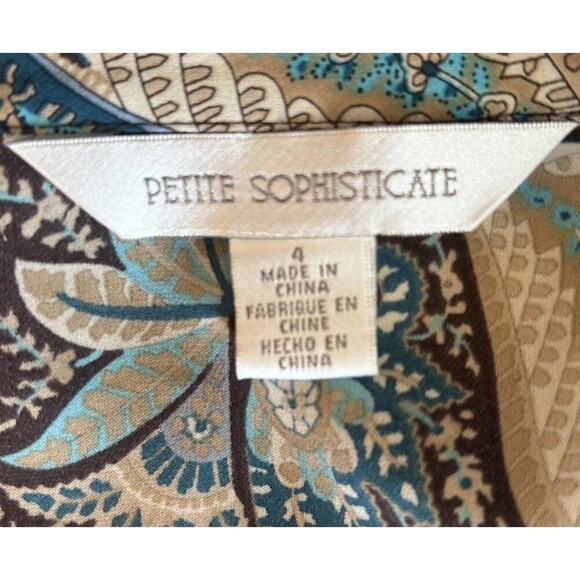 PETITE SOPHISTICATE
4
MADE IN
CHINA
FABRIQUE EN
CHINE
HECHO EN
CHINA